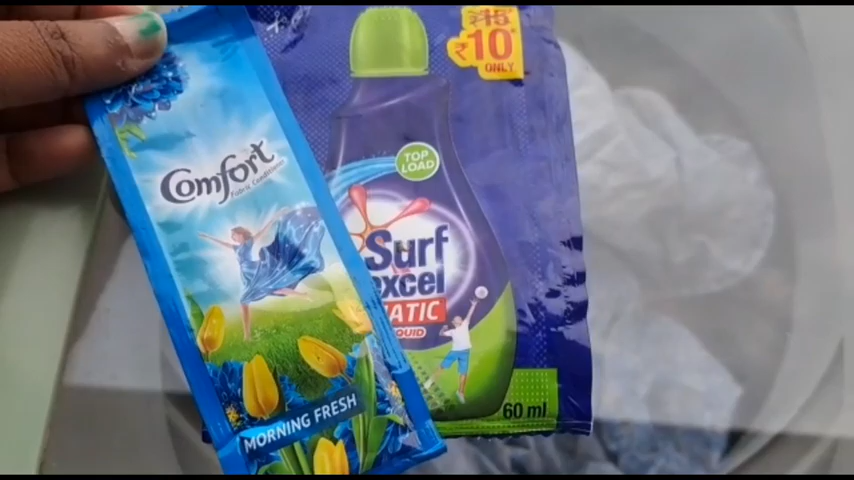 Comfort
Fabric Conditioner
MORNING FRESH
₹15
₹10
ONLY
TOP
LOAD
Surf
excel
MATIC
LIQUID
60 ml